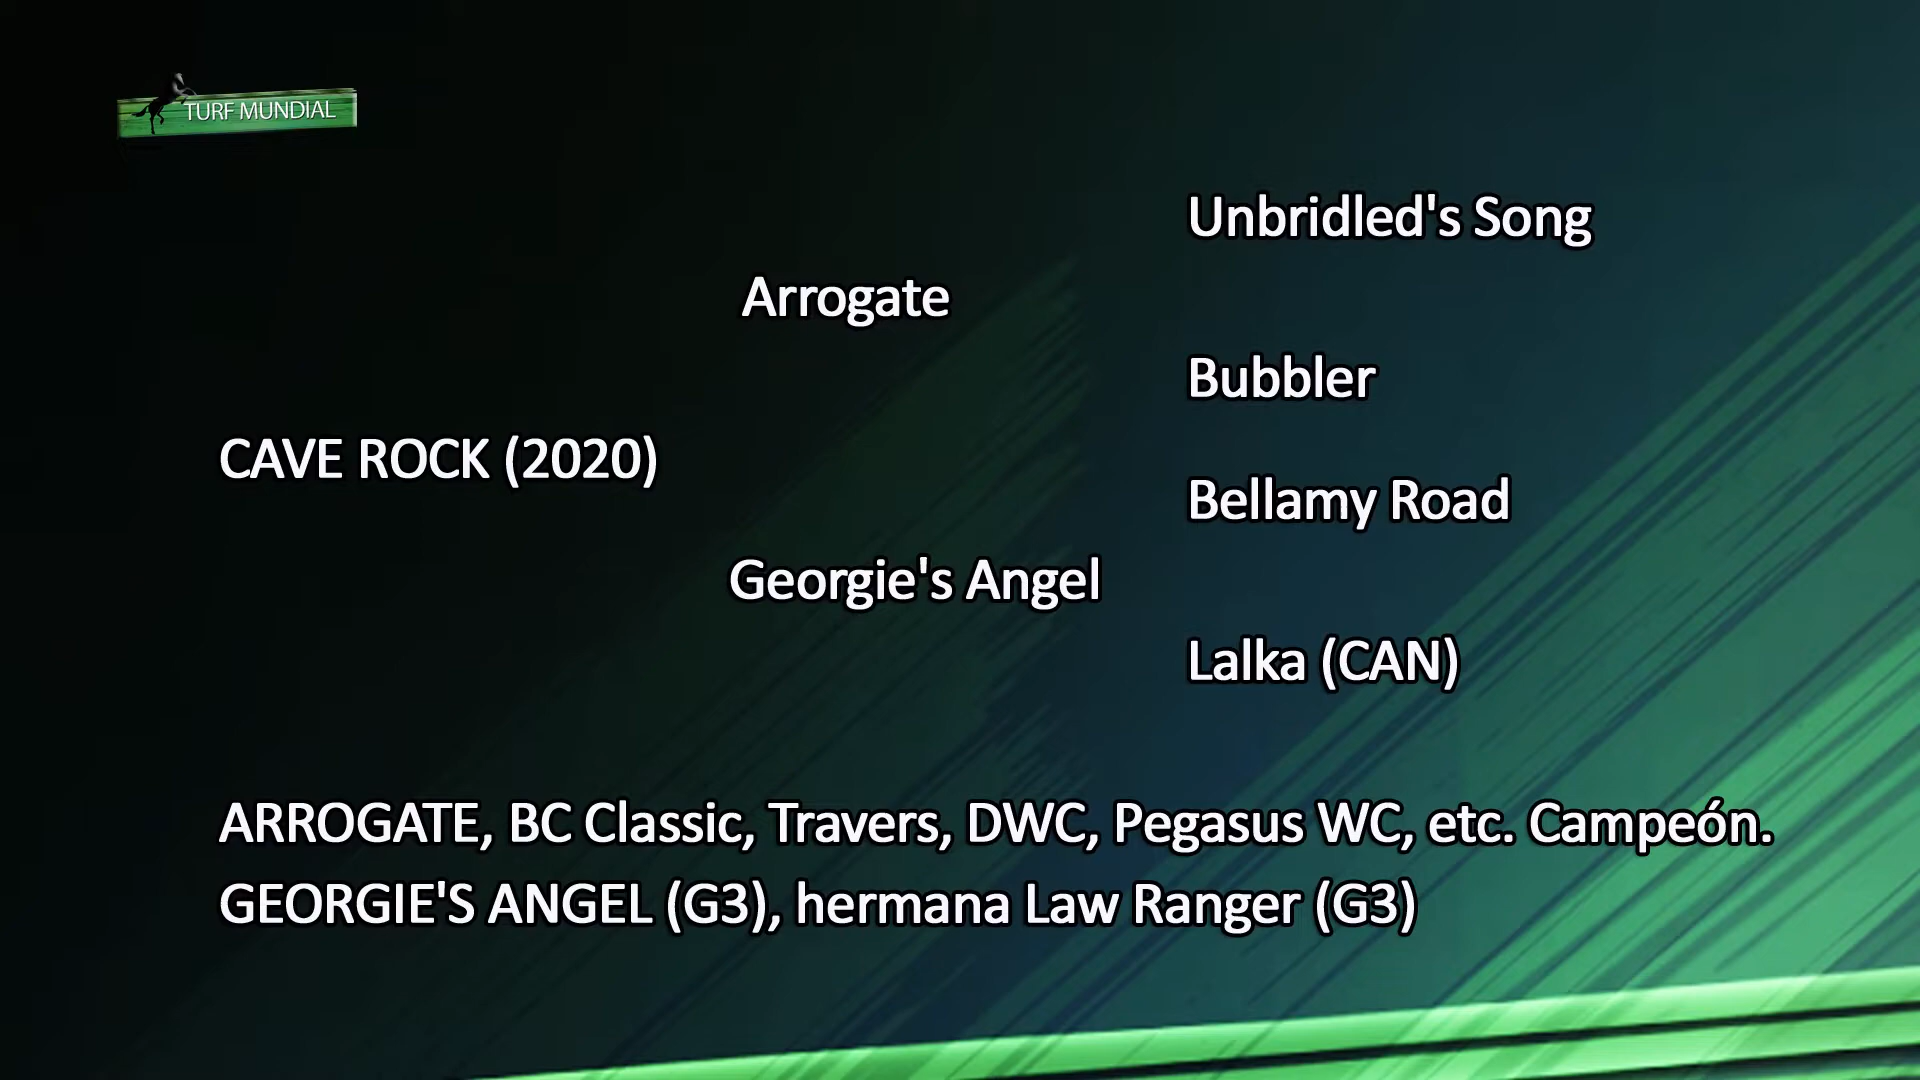 TURF MUNDIAL
Unbridled's Song
Arrogate
Bubbler
CAVE ROCK (2020)
Bellamy Road
Georgie's Angel
Lalka (CAN)
ARROGATE, BC Classic, Travers, DWC, Pegasus WC, etc. Campeón.
GEORGIE'S ANGEL (G3), hermana Law Ranger (G3)